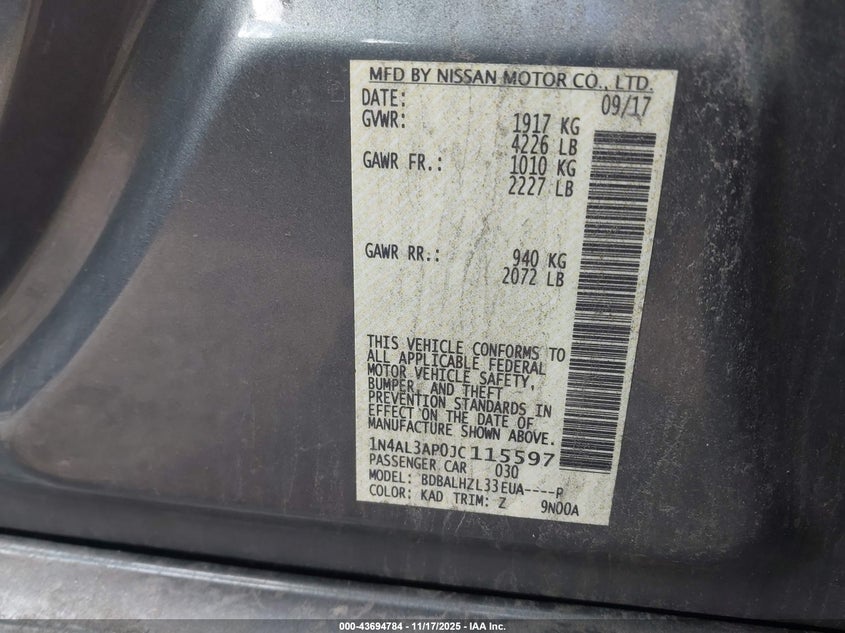 MFD BY NISSAN MOTOR CO., LTD.
DATE: 09/17
GVWR: 1917 KG
4226 LB
GAWR FR.: 1010 KG
2227 LB
GAWR RR.: 940 KG
2072 LB
THIS VEHICLE CONFORMS TO
ALL APPLICABLE FEDERAL
MOTOR VEHICLE SAFETY,
BUMPER, AND THEFT
PREVENTION STANDARDS IN
EFFECT ON THE DATE OF
MANUFACTURE SHOWN ABOVE.
1N4AL3AP0JC115597
PASSENGER CAR 030
MODEL: BDBALHZL33EUA----P
COLOR: KAD TRIM: Z 9N00A
000-43694784 - 11/17/2025 - IAA Inc.